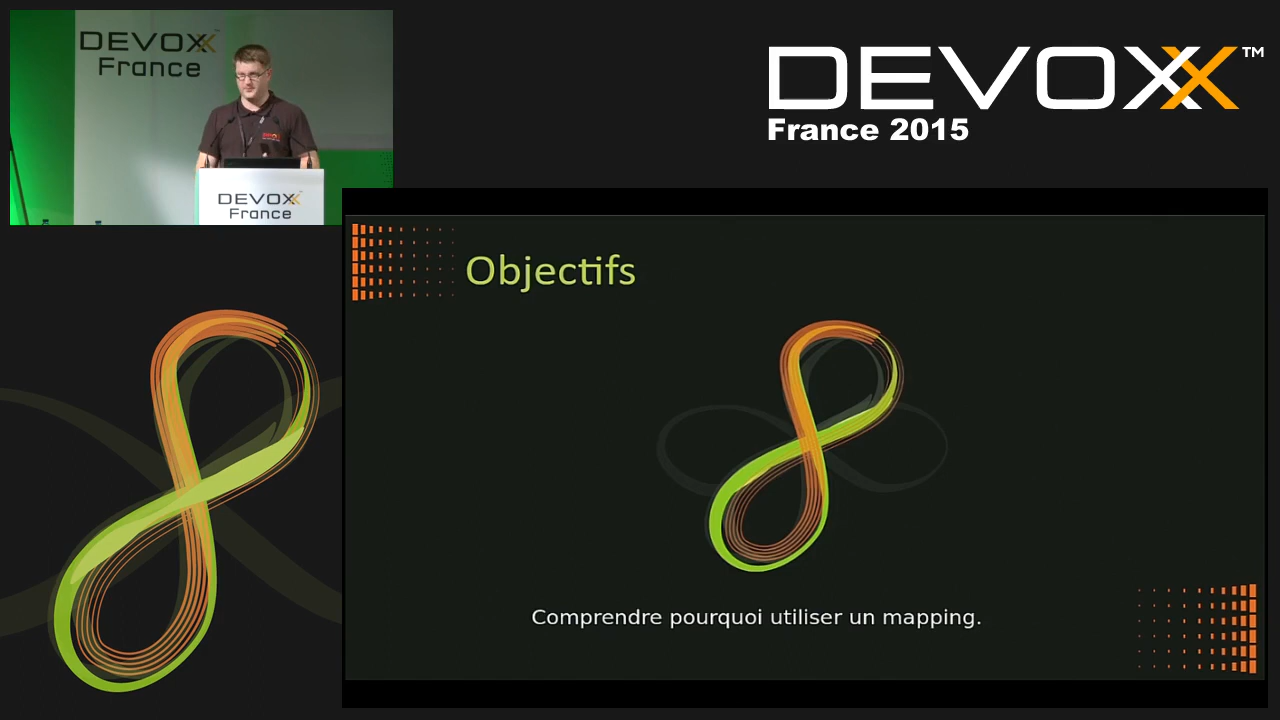 DEVOXX
France
DEVOXX
France
DEVOXX™
France 2015
Objectifs
Comprendre pourquoi utiliser un mapping.